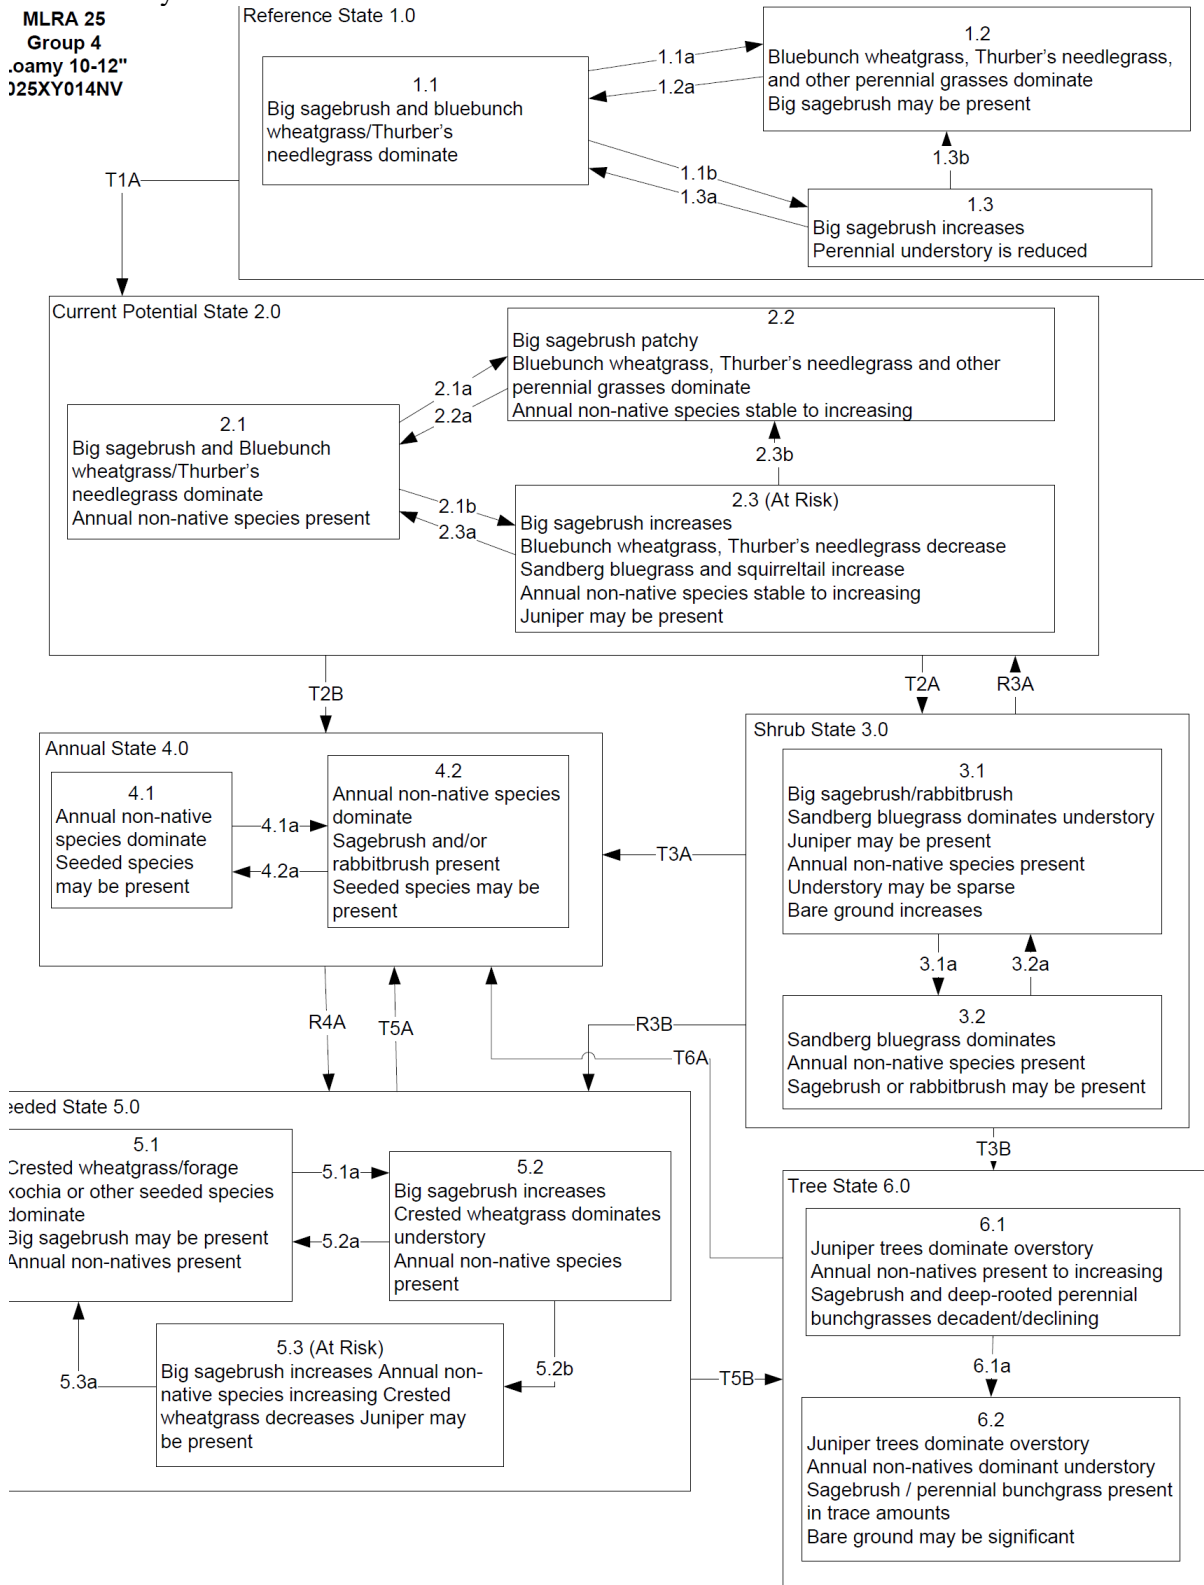 MLRA 25
Group 4
oamy 10-12"
025XY014NV
Reference State 1.0
1.1
Big sagebrush and bluebunch
wheatgrass/Thurber's
needlegrass dominate
1.1a
1.2a
1.2
Bluebunch wheatgrass, Thurber's needlegrass,
and other perennial grasses dominate
Big sagebrush may be present
1.1b
1.3a
1.3b
1.3
Big sagebrush increases
Perennial understory is reduced
T1A
Current Potential State 2.0
2.1
Big sagebrush and Bluebunch
wheatgrass/Thurber's
needlegrass dominate
Annual non-native species present
2.1a
2.2a
2.2
Big sagebrush patchy
Bluebunch wheatgrass, Thurber's needlegrass and other
perennial grasses dominate
Annual non-native species stable to increasing
2.3b
2.1b
2.3a
2.3 (At Risk)
Big sagebrush increases
Bluebunch wheatgrass, Thurber's needlegrass decrease
Sandberg bluegrass and squirreltail increase
Annual non-native species stable to increasing
Juniper may be present
T2B
T2A
R3A
Annual State 4.0
4.1
Annual non-native
species dominate
Seeded species
may be present
4.1a
4.2a
4.2
Annual non-native species
dominate
Sagebrush and/or
rabbitbrush present
Seeded species may be
present
T3A
Shrub State 3.0
3.1
Big sagebrush/rabbitbrush
Sandberg bluegrass dominates understory
Juniper may be present
Annual non-native species present
Understory may be sparse
Bare ground increases
3.1a
3.2a
3.2
Sandberg bluegrass dominates
Annual non-native species present
Sagebrush or rabbitbrush may be present
R4A
T5A
R3B
T6A
T3B
eeded State 5.0
5.1
Crested wheatgrass/forage
kochia or other seeded species
dominate
Big sagebrush may be present
Annual non-natives present
5.1a
5.2a
5.2
Big sagebrush increases
Crested wheatgrass dominates
understory
Annual non-native species
present
5.3a
5.2b
5.3 (At Risk)
Big sagebrush increases Annual non-
native species increasing Crested
wheatgrass decreases Juniper may
be present
T5B
Tree State 6.0
6.1
Juniper trees dominate overstory
Annual non-natives present to increasing
Sagebrush and deep-rooted perennial
bunchgrasses decadent/declining
6.1a
6.2
Juniper trees dominate overstory
Annual non-natives dominant understory
Sagebrush / perennial bunchgrass present
in trace amounts
Bare ground may be significant